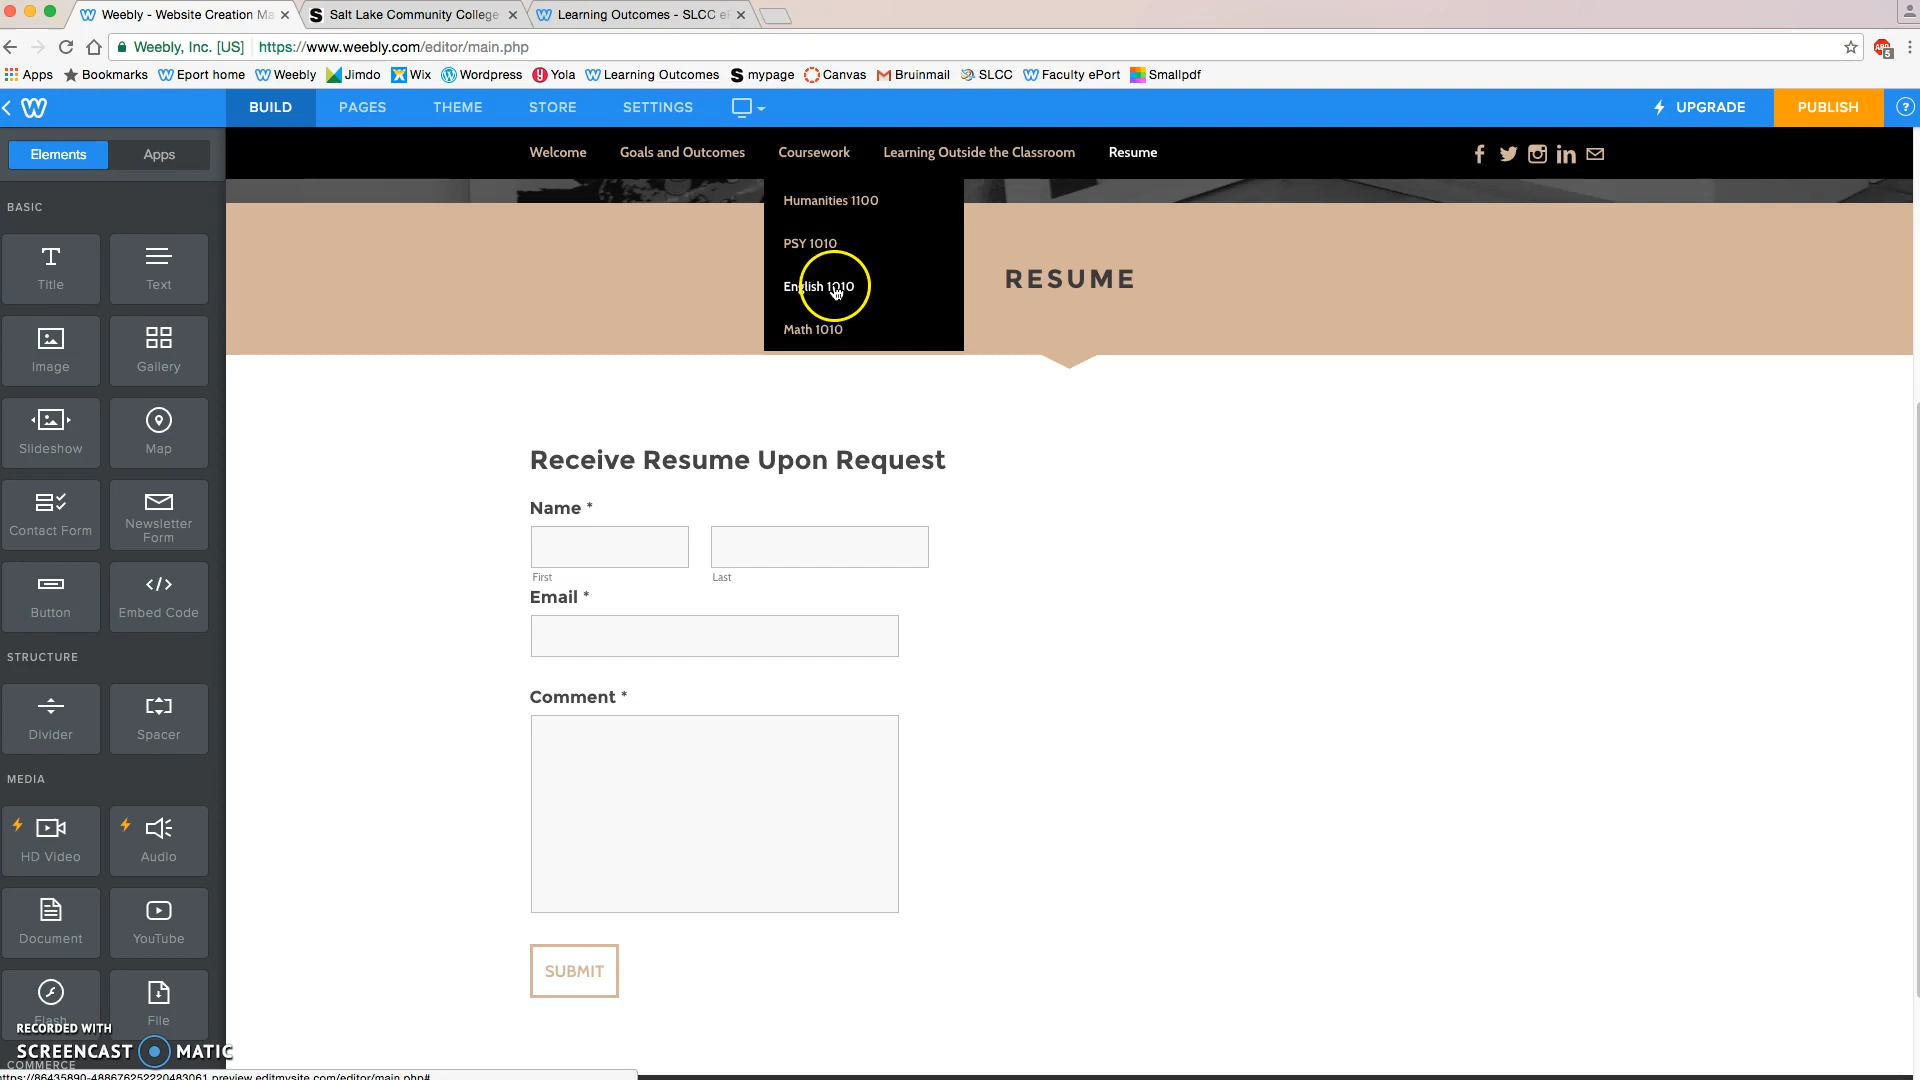 Weebly - Website Creation Ma
Salt Lake Community College
Learning Outcomes - SLCC eP
Weebly, Inc. [US]
https://www.weebly.com/editor/main.php
Apps
Bookmarks
Eport home
Weebly
Jimdo
Wix
Wordpress
Yola
Learning Outcomes
mypage
Canvas
Bruinmail
SLCC
Faculty ePort
Smallpdf
BUILD
PAGES
THEME
STORE
SETTINGS
UPGRADE
PUBLISH
?
Elements
Apps
Welcome
Goals and Outcomes
Coursework
Learning Outside the Classroom
Resume
BASIC
Title
Text
Image
Gallery
Slideshow
Map
Contact Form
Newsletter
Form
Button
Embed Code
STRUCTURE
Divider
Spacer
MEDIA
HD Video
Audio
Document
YouTube
Flash
File
COMMERCE
Humanities 1100
PSY 1010
English 1010
Math 1010
RESUME
Receive Resume Upon Request
Name *
First
Last
Email *
Comment *
SUBMIT
RECORDED WITH
SCREENCAST MATIC